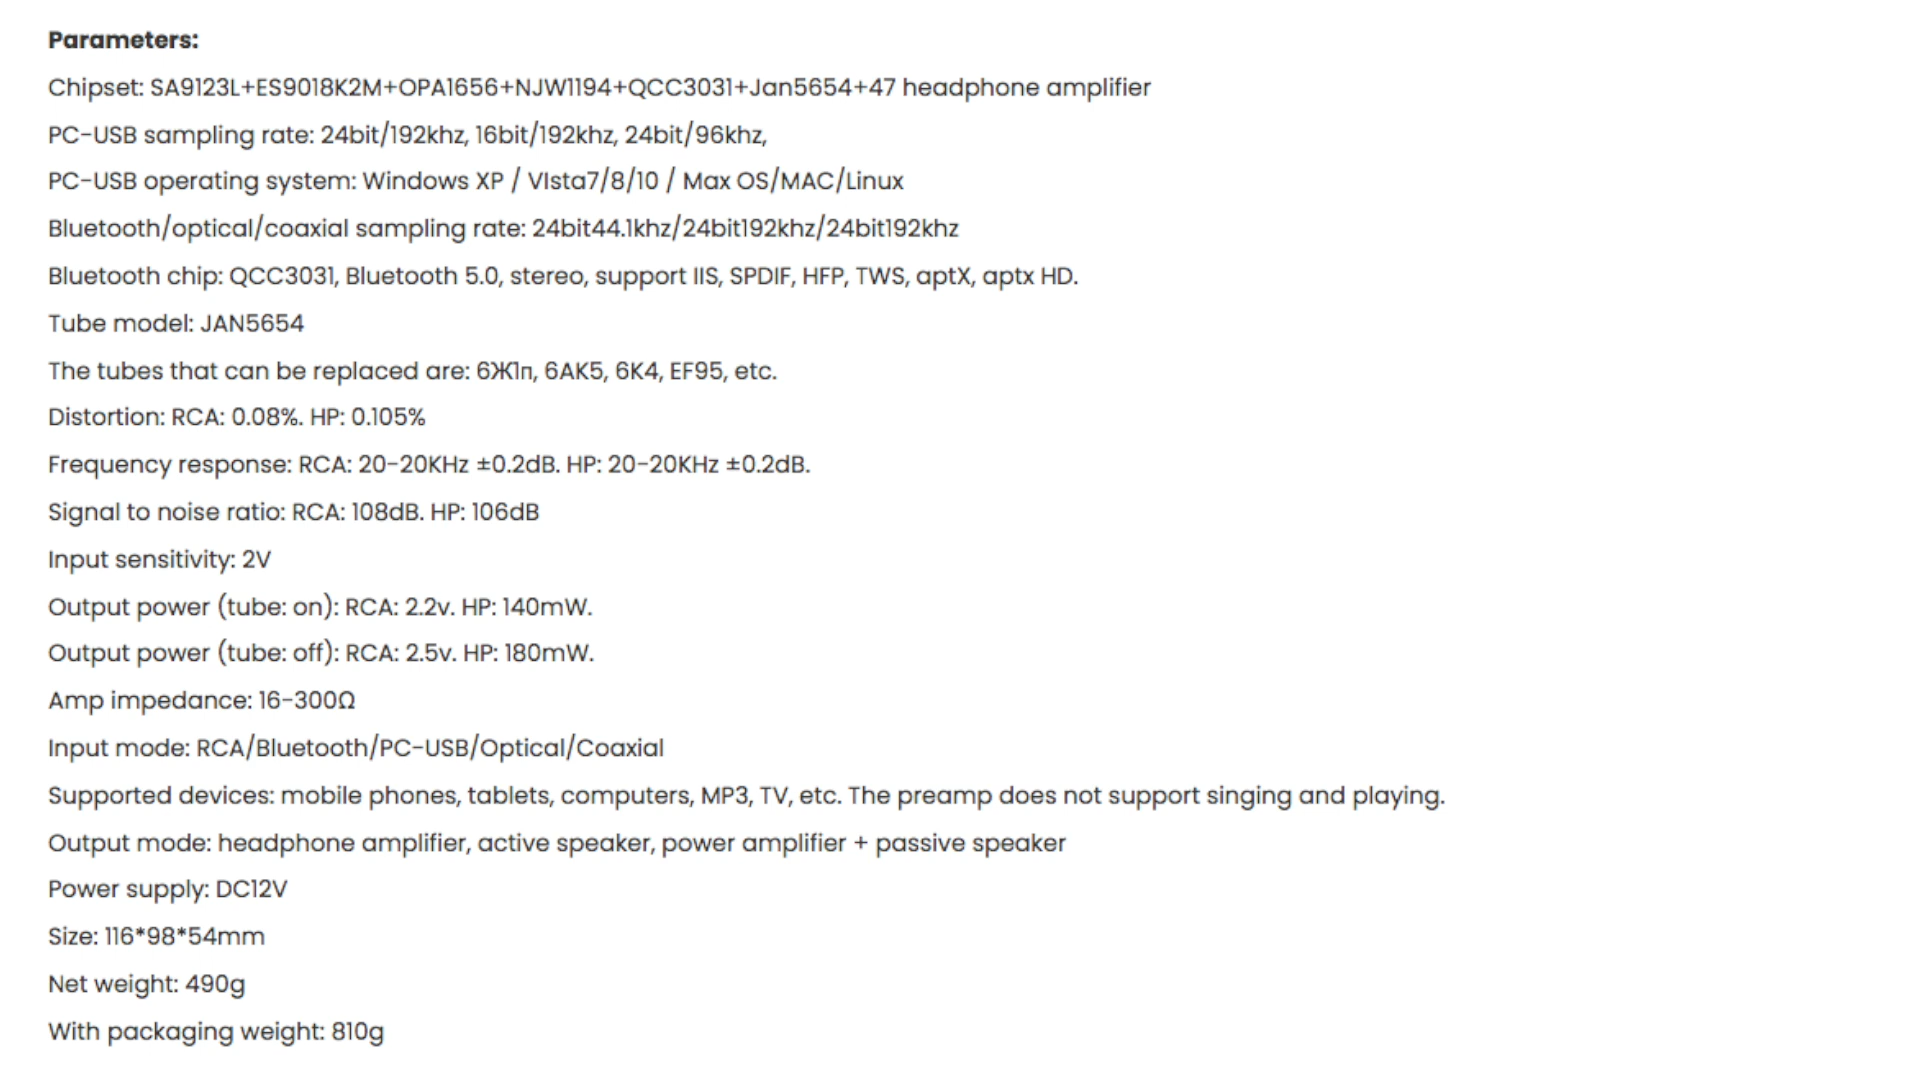 Parameters:
Chipset: SA9123L+ES9018K2M+OPA1656+NJW1194+QCC3031+Jan5654+47 headphone amplifier
PC-USB sampling rate: 24bit/192khz, 16bit/192khz, 24bit/96khz,
PC-USB operating system: Windows XP / VIsta7/8/10 / Max OS/MAC/Linux
Bluetooth/optical/coaxial sampling rate: 24bit44.1khz/24bit192khz/24bit192khz
Bluetooth chip: QCC3031, Bluetooth 5.0, stereo, support IIS, SPDIF, HFP, TWS, aptX, aptx HD.
Tube model: JAN5654
The tubes that can be replaced are: 6Ж1п, 6AK5, 6K4, EF95, etc.
Distortion: RCA: 0.08%. HP: 0.105%
Frequency response: RCA: 20-20KHz ±0.2dB. HP: 20-20KHz ±0.2dB.
Signal to noise ratio: RCA: 108dB. HP: 106dB
Input sensitivity: 2V
Output power (tube: on): RCA: 2.2v. HP: 140mW.
Output power (tube: off): RCA: 2.5v. HP: 180mW.
Amp impedance: 16-300Ω
Input mode: RCA/Bluetooth/PC-USB/Optical/Coaxial
Supported devices: mobile phones, tablets, computers, MP3, TV, etc. The preamp does not support singing and playing.
Output mode: headphone amplifier, active speaker, power amplifier + passive speaker
Power supply: DC12V
Size: 116*98*54mm
Net weight: 490g
With packaging weight: 810g